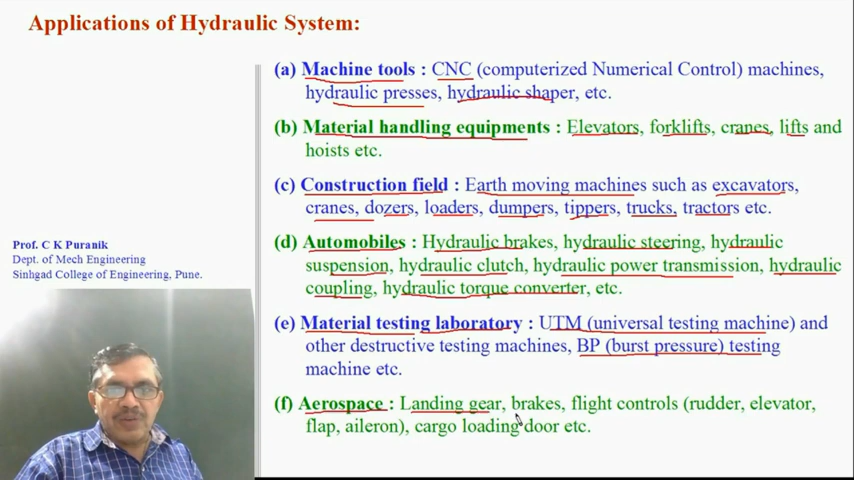 Applications of Hydraulic System:
(a) Machine tools : CNC (computerized Numerical Control) machines,
hydraulic presses, hydraulic shaper, etc.
(b) Material handling equipments : Elevators, forklifts, cranes, lifts and
hoists etc.
(c) Construction field : Earth moving machines such as excavators,
cranes, dozers, loaders, dumpers, tippers, trucks, tractors etc.
(d) Automobiles : Hydraulic brakes, hydraulic steering, hydraulic
suspension, hydraulic clutch, hydraulic power transmission, hydraulic
coupling, hydraulic torque converter, etc.
(e) Material testing laboratory : UTM (universal testing machine) and
other destructive testing machines, BP (burst pressure) testing
machine etc.
(f) Aerospace : Landing gear, brakes, flight controls (rudder, elevator,
flap, aileron), cargo loading door etc.
Prof. C K Puranik
Dept. of Mech Engineering
Sinhgad College of Engineering, Pune.